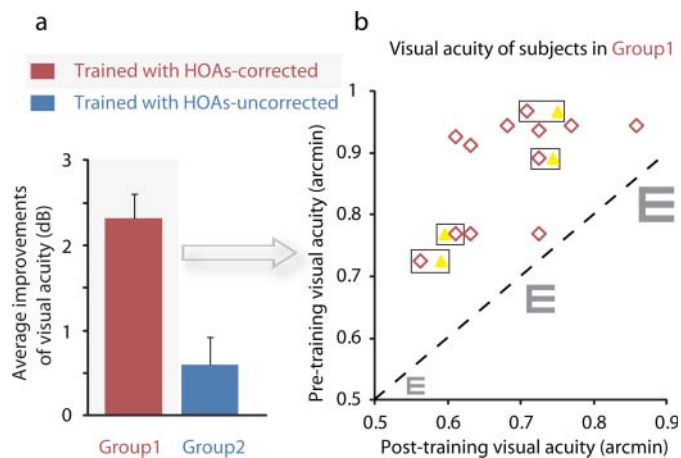 a
Trained with HOAs-corrected
Trained with HOAs-uncorrected
Average improvements
of visual acuity (dB)
3
2
1
0
Group1
Group2
b
Visual acuity of subjects in Group1
Pre-training visual acuity (arcmin)
1
0.9
0.8
0.7
0.6
0.5
0.5
0.6
0.7
0.8
0.9
Post-training visual acuity (arcmin)
E
E
E